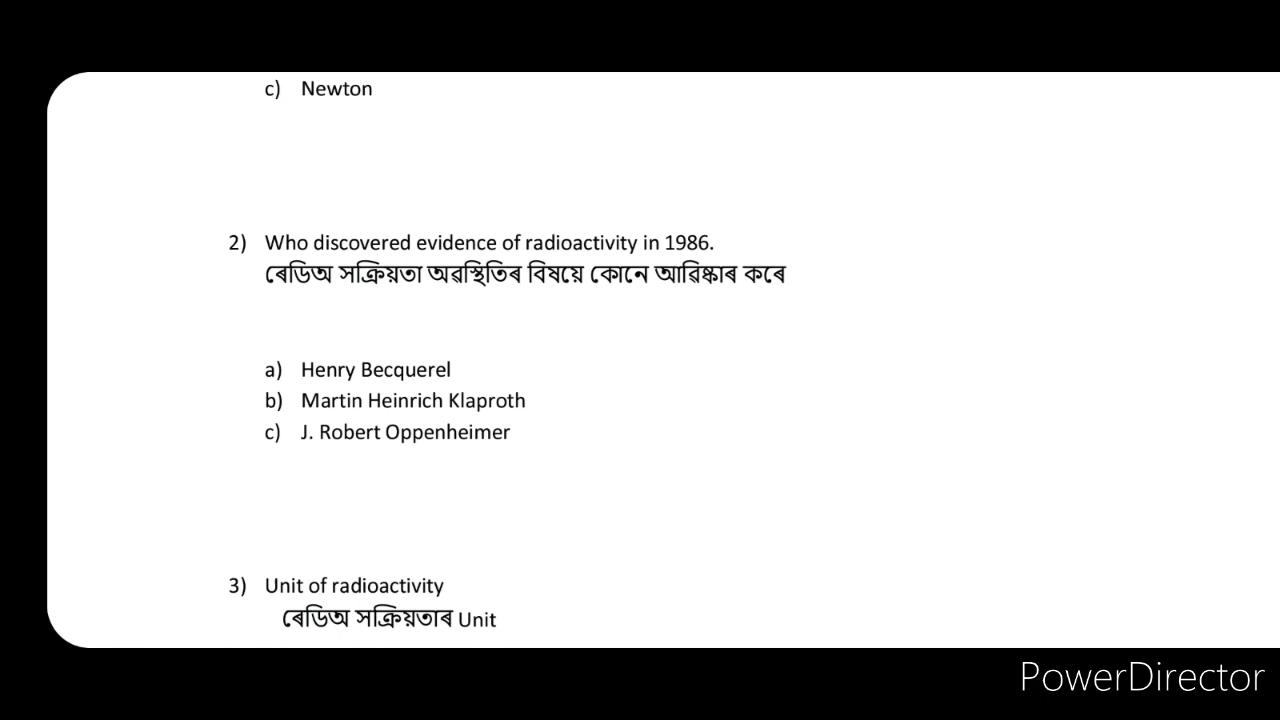 c) Newton
2) Who discovered evidence of radioactivity in 1986.
ৰেডিঅ সক্রিয়তা অৱস্থিতিৰ বিষয়ে কোনে আৱিষ্কাৰ কৰে
a) Henry Becquerel
b) Martin Heinrich Klaproth
c) J. Robert Oppenheimer
3) Unit of radioactivity
ৰেডিঅ সক্রিয়তাৰ Unit
PowerDirector